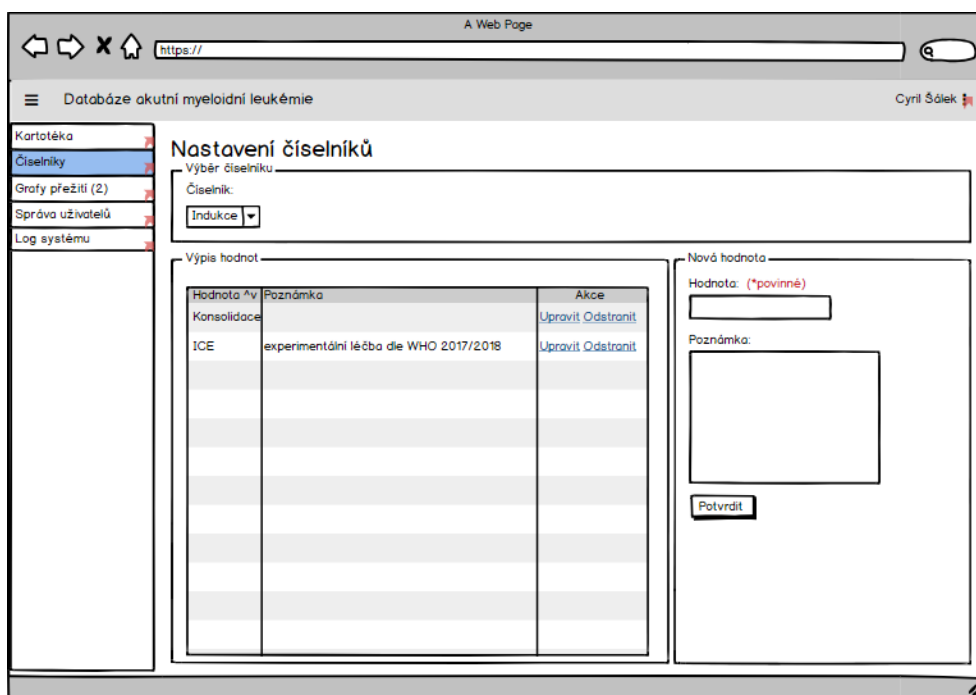 A Web Page
https://
Databáze akutní myeloidní leukémie
Cyril Šálek
Kartotéka
Číselníky
Grafy přežití (2)
Správa uživatelů
Log systému
Nastavení číselníků
Výběr číselníku
Číselník:
Indukce
Výpis hodnot
Hodnota ^v Poznámka Akce
Konsolidace Upravit Odstranit
ICE experimentální léčba dle WHO 2017/2018 Upravit Odstranit
Nová hodnota
Hodnota: (*povinné)
Poznámka:
Potvrdit